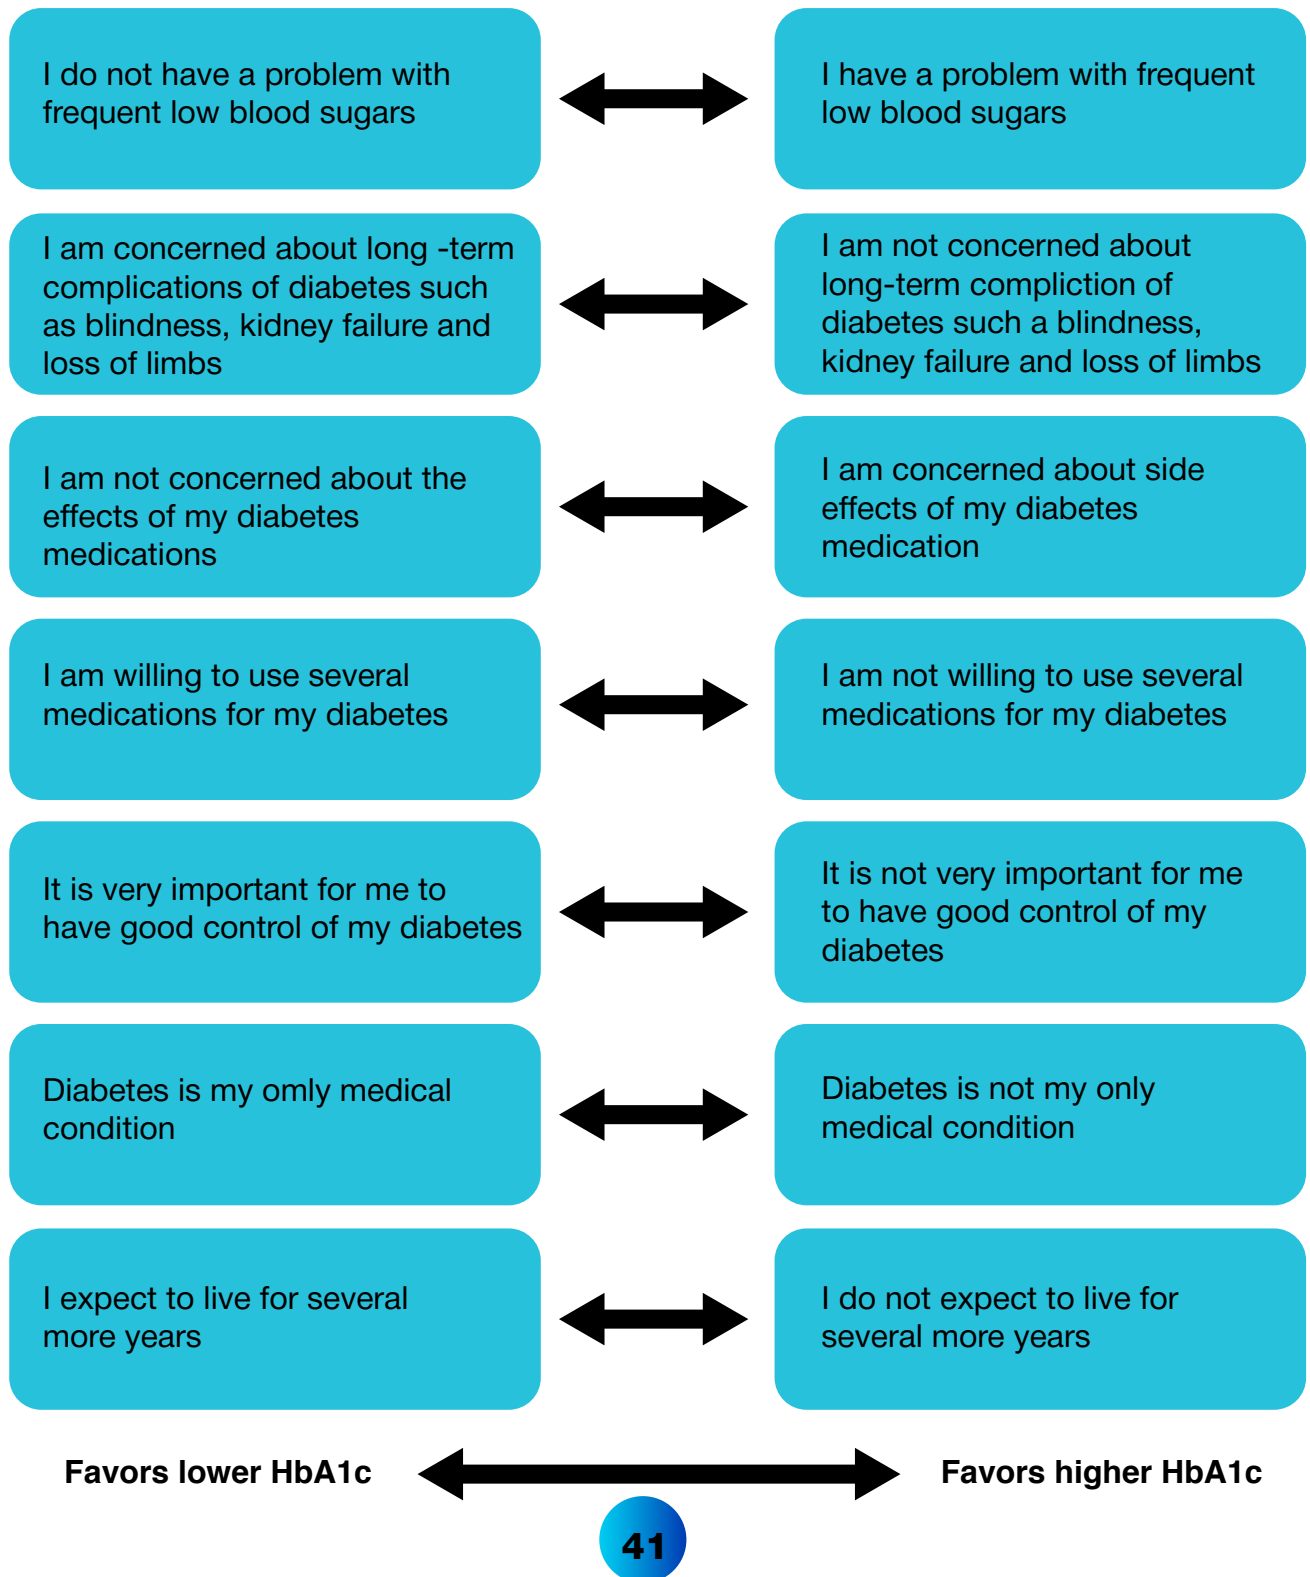 I do not have a problem with
frequent low blood sugars
I have a problem with frequent
low blood sugars
I am concerned about long -term
complications of diabetes such
as blindness, kidney failure and
loss of limbs
I am not concerned about
long-term compliction of
diabetes such a blindness,
kidney failure and loss of limbs
I am not concerned about the
effects of my diabetes
medications
I am concerned about side
effects of my diabetes
medication
I am willing to use several
medications for my diabetes
I am not willing to use several
medications for my diabetes
It is very important for me to
have good control of my diabetes
It is not very important for me
to have good control of my
diabetes
Diabetes is my omly medical
condition
Diabetes is not my only
medical condition
I expect to live for several
more years
I do not expect to live for
several more years
Favors lower HbA1c
Favors higher HbA1c
41